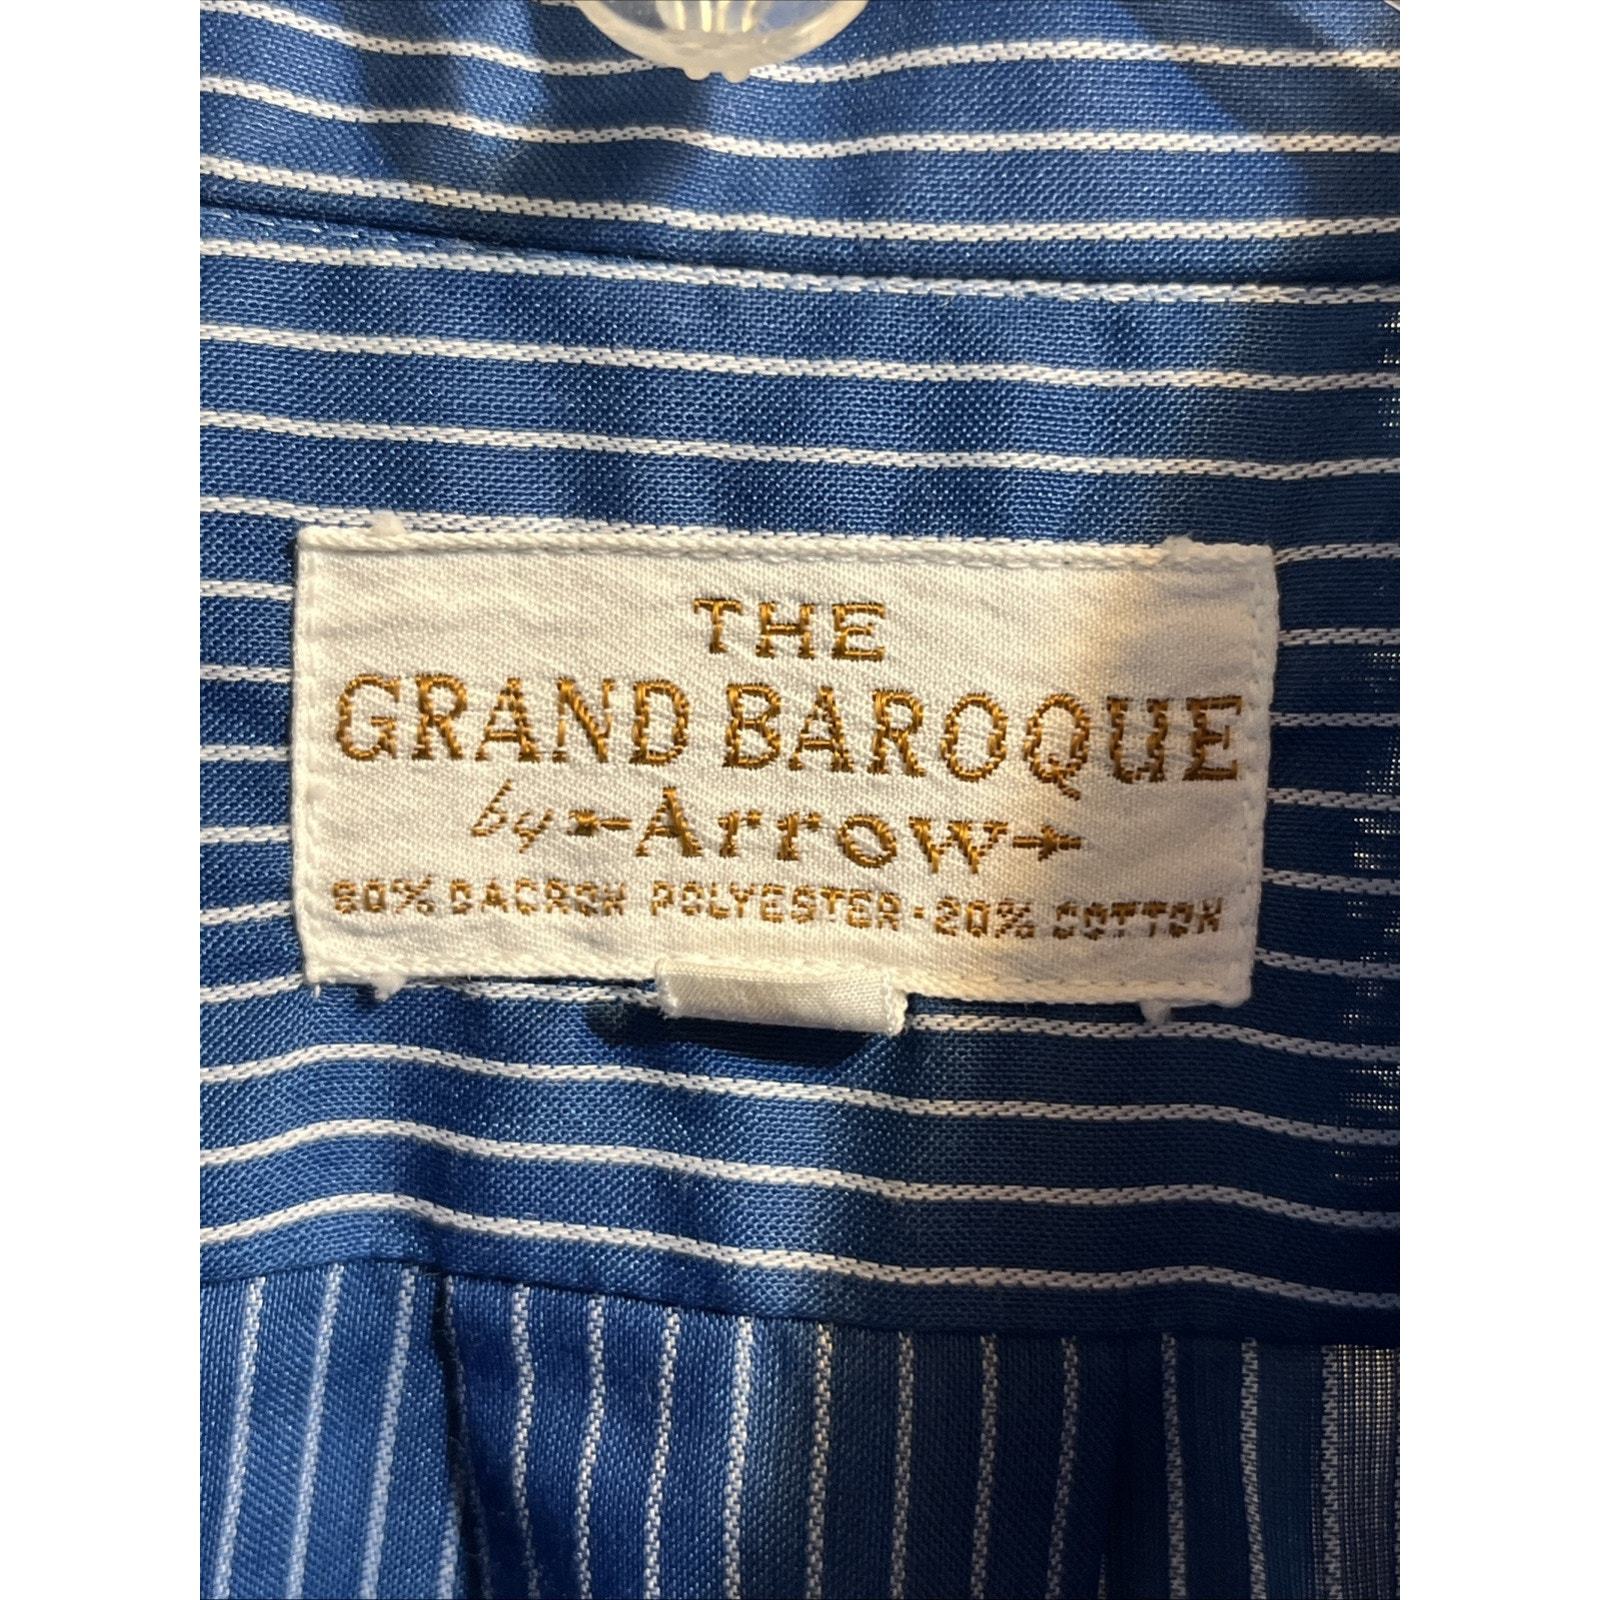 THE
GRAND BAROQUE
by Arrow
80% DACRON POLYESTER · 20% COTTON